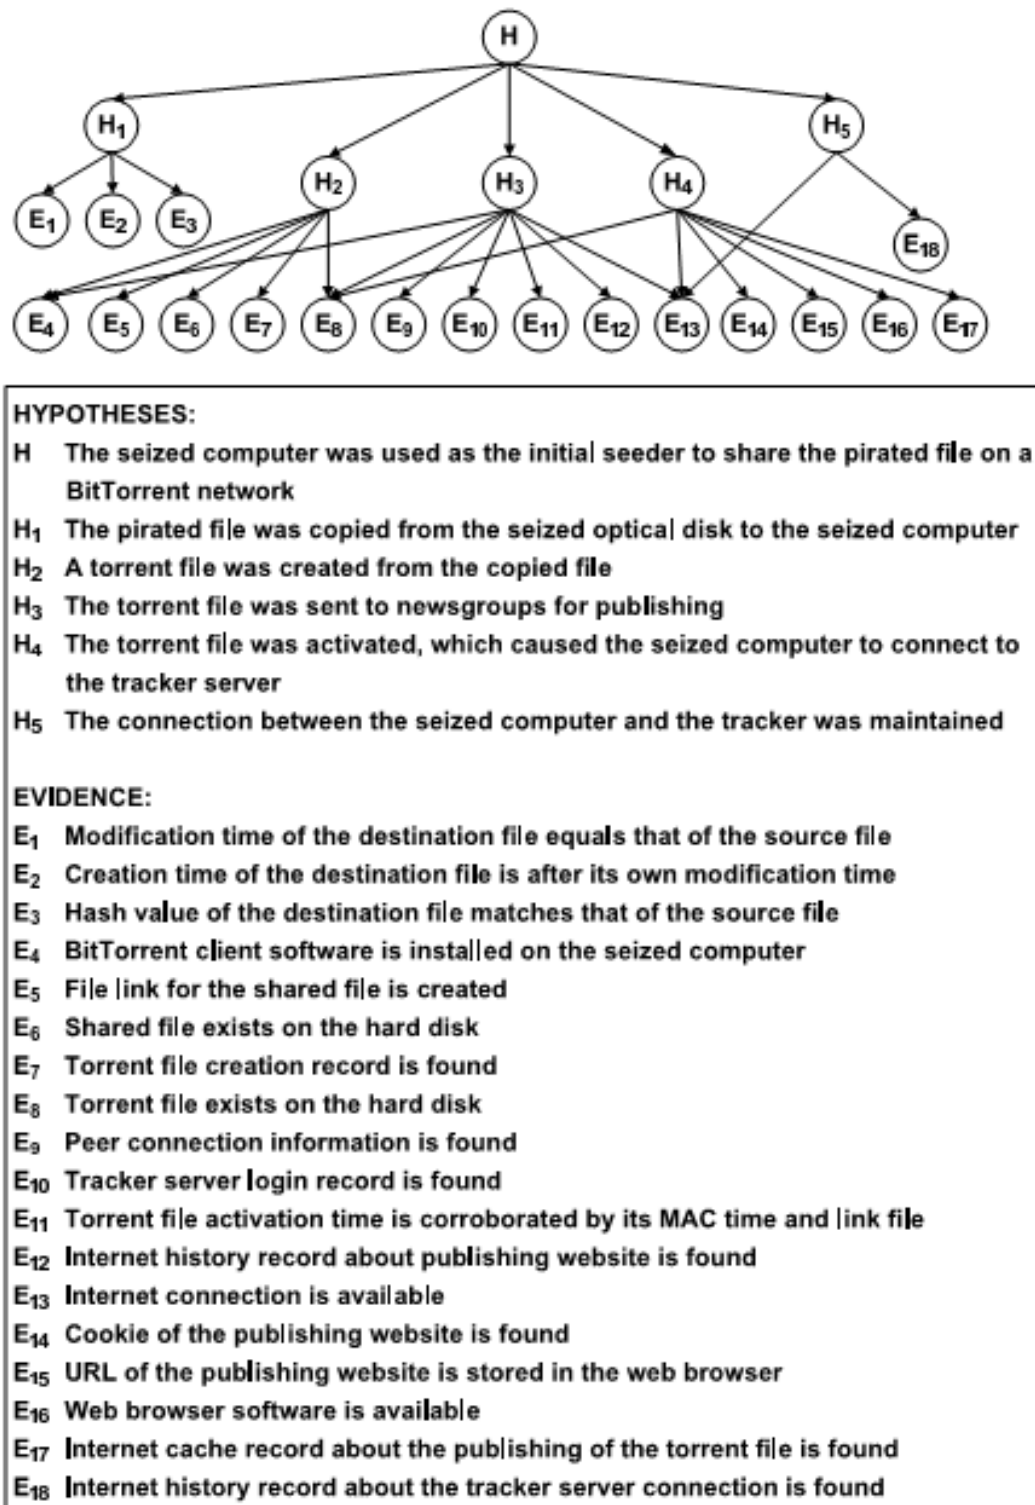 H
H₁
H₅
H₂
H₃
H₄
E₁
E₂
E₃
E₁₈
E₄
E₅
E₆
E₇
E₈
E₉
E₁₀
E₁₁
E₁₂
E₁₃
E₁₄
E₁₅
E₁₆
E₁₇
HYPOTHESES:
H The seized computer was used as the initial seeder to share the pirated file on a
BitTorrent network
H₁ The pirated file was copied from the seized optical disk to the seized computer
H₂ A torrent file was created from the copied file
H₃ The torrent file was sent to newsgroups for publishing
H₄ The torrent file was activated, which caused the seized computer to connect to
the tracker server
H₅ The connection between the seized computer and the tracker was maintained
EVIDENCE:
E₁ Modification time of the destination file equals that of the source file
E₂ Creation time of the destination file is after its own modification time
E₃ Hash value of the destination file matches that of the source file
E₄ BitTorrent client software is installed on the seized computer
E₅ File link for the shared file is created
E₆ Shared file exists on the hard disk
E₇ Torrent file creation record is found
E₈ Torrent file exists on the hard disk
E₉ Peer connection information is found
E₁₀ Tracker server login record is found
E₁₁ Torrent file activation time is corroborated by its MAC time and link file
E₁₂ Internet history record about publishing website is found
E₁₃ Internet connection is available
E₁₄ Cookie of the publishing website is found
E₁₅ URL of the publishing website is stored in the web browser
E₁₆ Web browser software is available
E₁₇ Internet cache record about the publishing of the torrent file is found
E₁₈ Internet history record about the tracker server connection is found